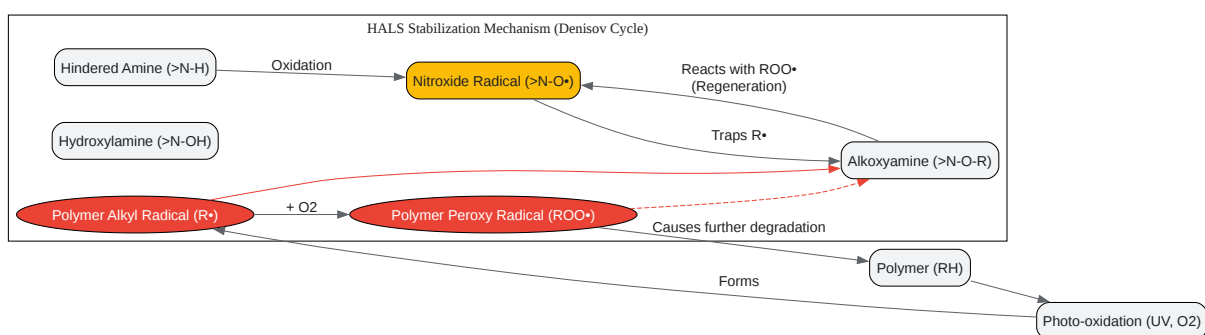 HALS Stabilization Mechanism (Denisov Cycle)
Hindered Amine (>N-H)
Oxidation
Nitroxide Radical (>N-O•)
Reacts with ROO•
(Regeneration)
Hydroxylamine (>N-OH)
Traps R•
Alkoxyamine (>N-O-R)
Polymer Alkyl Radical (R•)
+ O2
Polymer Peroxy Radical (ROO•)
Causes further degradation
Polymer (RH)
Forms
Photo-oxidation (UV, O2)